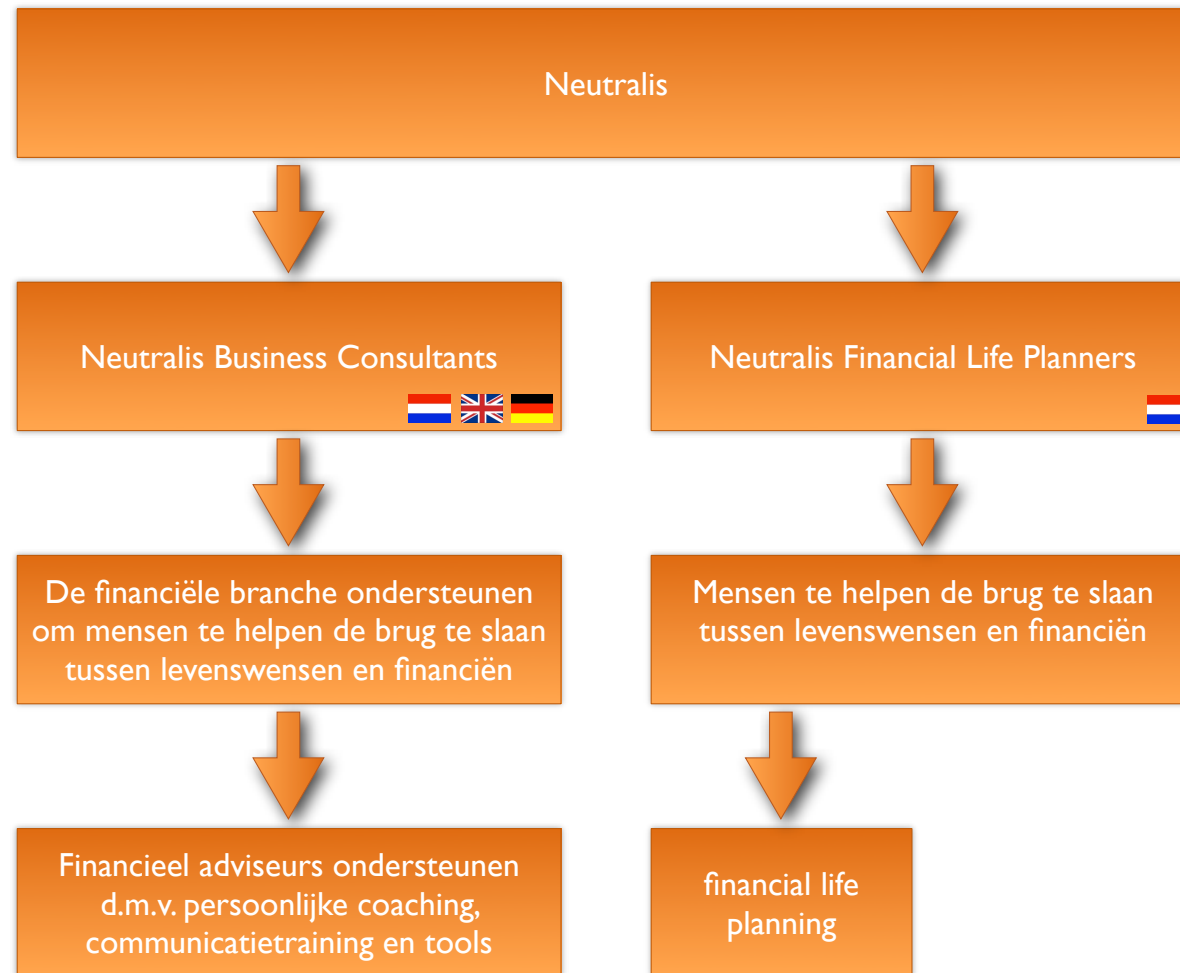 Neutralis
Neutralis Business Consultants
Neutralis Financial Life Planners
De financiële branche ondersteunen
om mensen te helpen de brug te slaan
tussen levenswensen en financiën
Mensen te helpen de brug te slaan
tussen levenswensen en financiën
Financieel adviseurs ondersteunen
d.m.v. persoonlijke coaching,
communicatietraining en tools
financial life
planning